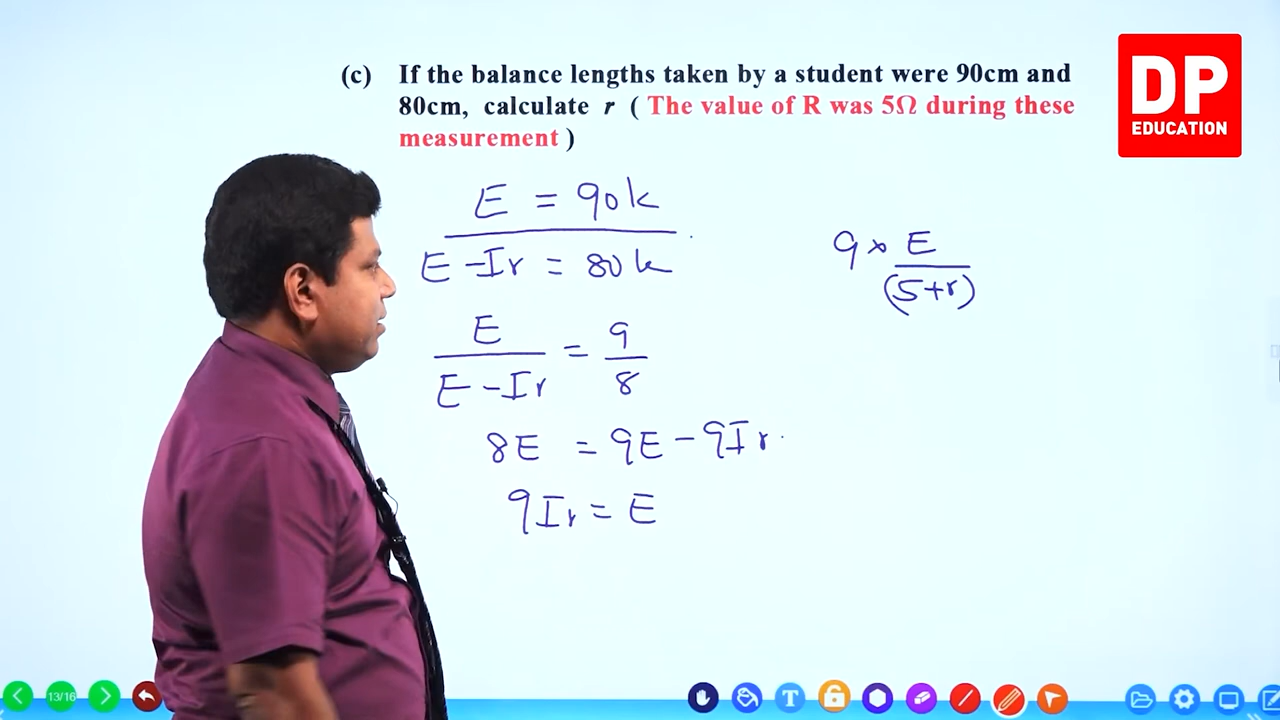 (c) If the balance lengths taken by a student were 90cm and
80cm, calculate r ( The value of R was 5Ω during these
measurement )
DP
EDUCATION
E = 90k
E - Ir = 80k
E
E - Ir
=
9
8
8E = 9E - 9Ir
9Ir = E
9 × E
(5+r)
13/16
T